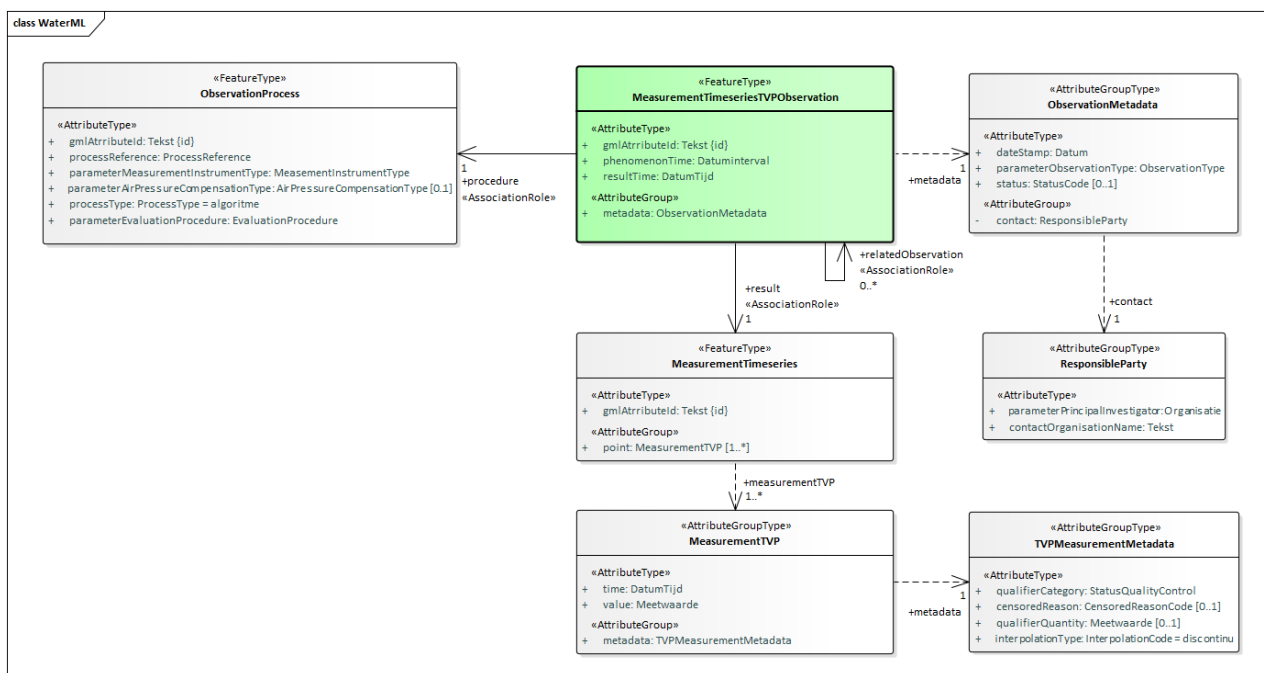 class WaterML
«FeatureType»
ObservationProcess
«AttributeType»
+ gmlAtrributeId: Tekst {id}
+ processReference: ProcessReference
+ parameterMeasurementInstrumentType: MeasementInstrumentType
+ parameterAirPressureCompensationType: AirPressureCompensationType [0.1]
+ processType: ProcessType = algoritme
+ parameterEvaluationProcedure: EvaluationProcedure
1
+procedure
«AssociationRole»
«FeatureType»
MeasurementTimeseriesTVPObservation
«AttributeType»
+ gmlAtrributeId: Tekst {id}
+ phenomenonTime: Datuminterval
+ resultTime: DatumTijd
«AttributeGroup»
+ metadata: ObservationMetadata
1
+metadata
«AttributeGroupType»
ObservationMetadata
«AttributeType»
+ dateStamp: Datum
+ parameterObservationType: ObservationType
+ status: StatusCode [0..1]
«AttributeGroup»
- contact: ResponsibleParty
+relatedObservation
«AssociationRole»
0..*
+result
«AssociationRole»
1
+contact
1
«FeatureType»
MeasurementTimeseries
«AttributeType»
+ gmlAtrributeId: Tekst {id}
«AttributeGroup»
+ point: MeasurementTVP [1..*]
«AttributeGroupType»
ResponsibleParty
«AttributeType»
+ parameterPrincipalInvestigator:Organisatie
+ contactOrganisationName: Tekst
+measurementTVP
1..*
«AttributeGroupType»
MeasurementTVP
«AttributeType»
+ time: DatumTijd
+ value: Meetwaarde
«AttributeGroup»
+ metadata: TVPMeasurementMetadata
1
+metadata
«AttributeGroupType»
TVPMeasurementMetadata
«AttributeType»
+ qualifierCategory: StatusQualityControl
+ censoredReason: CensoredReasonCode [0..1]
+ qualifierQuantity: Meetwaarde [0..1]
+ interpolationType: InterpolationCode = discontinu